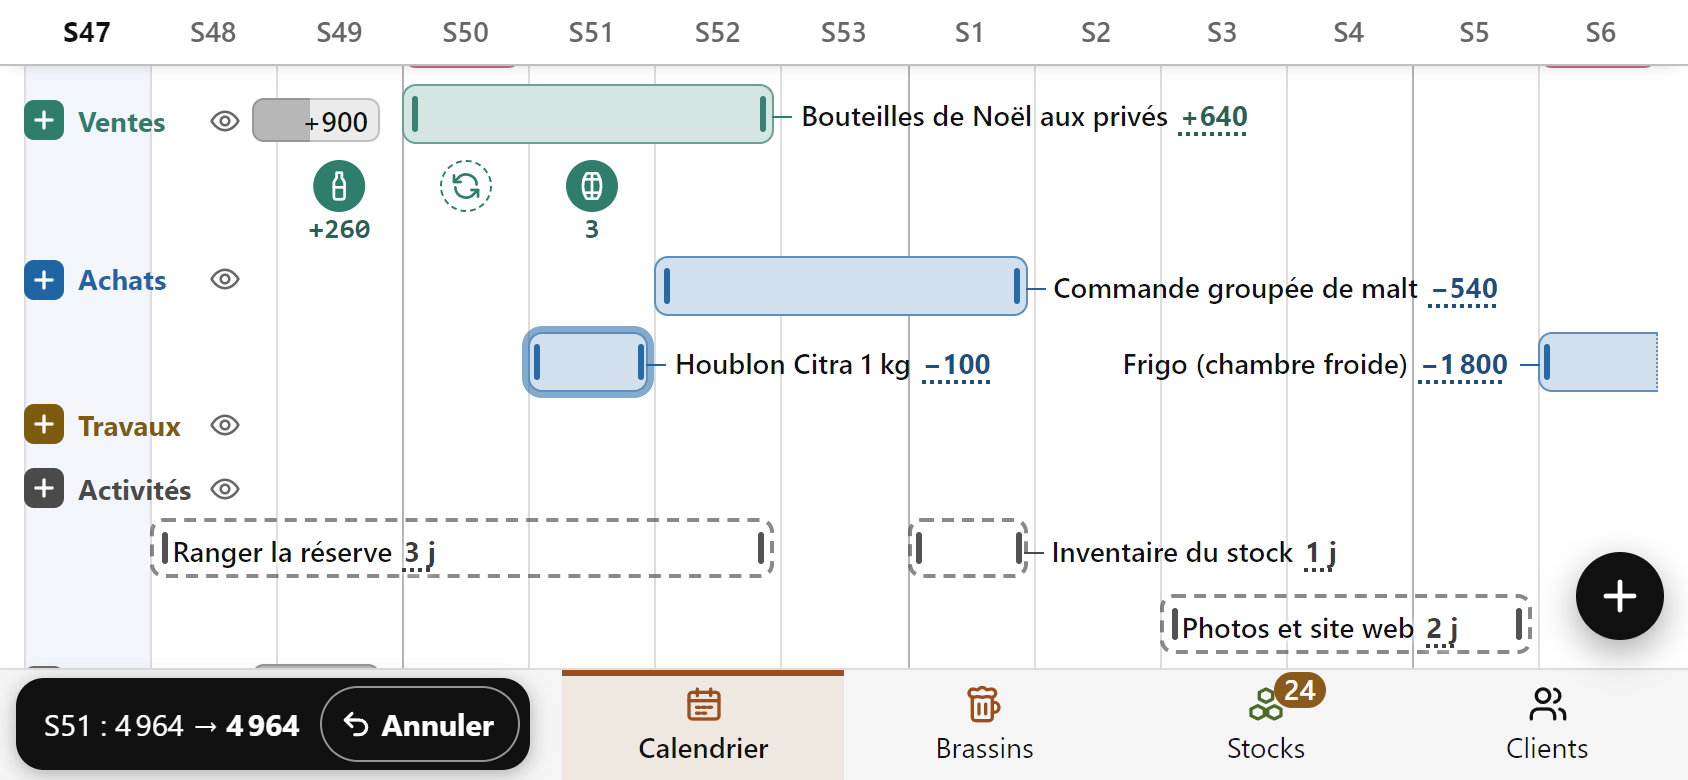 S47 S48 S49 S50 S51 S52 S53 S1 S2 S3 S4 S5 S6
Ventes +900 Bouteilles de Noël aux privés +640
+260 3
Achats
Commande groupée de malt −540
Houblon Citra 1 kg −100 Frigo (chambre froide) −1 800
Travaux
Activités
Ranger la réserve 3 j Inventaire du stock 1 j
Photos et site web 2 j
S51 : 4 964 → 4 964 Annuler
24
Calendrier Brassins Stocks Clients